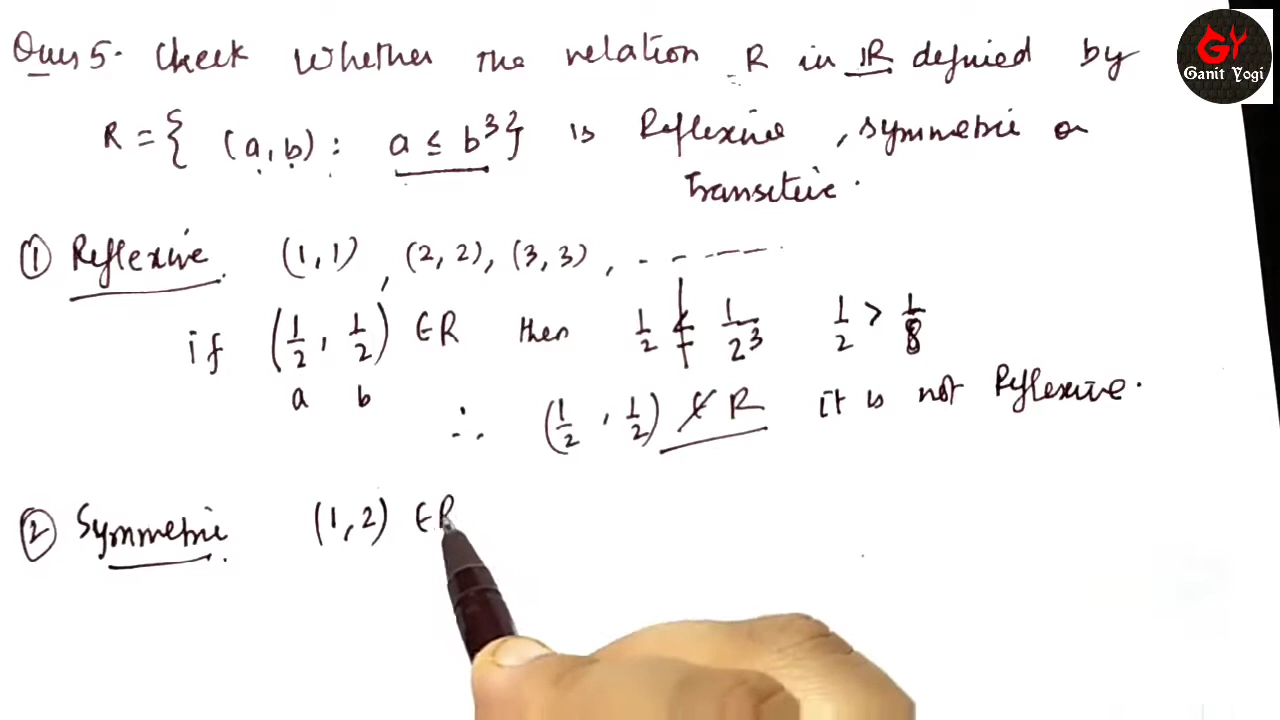 Ques 5. Check Whether the relation R in ℝ defined by
GY
Ganit Yogi
R = { (a, b) : a ≤ b³} is Reflexive, symmetric or
Transitive.
① Reflexive (1, 1), (2, 2), (3, 3), - - - - - -
if (1/2, 1/2) ∈ R then 1/2 ≰ 1/2³ 1/2 > 1/8
a b
∴ (1/2, 1/2) ∉ R it is not Reflexive.
② Symmetric (1, 2) ∈ R